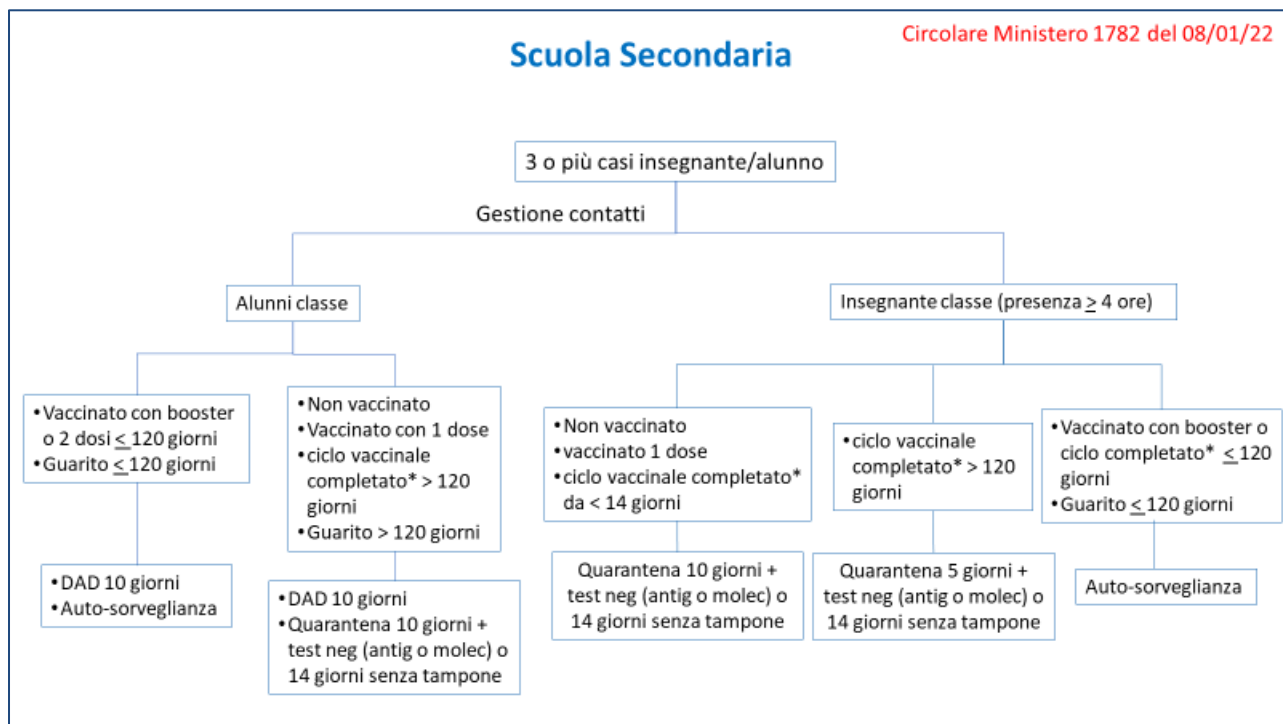 Circolare Ministero 1782 del 08/01/22
Scuola Secondaria
3 o più casi insegnante/alunno
Gestione contatti
Alunni classe
Insegnante classe (presenza ≥ 4 ore)
•Vaccinato con booster
o 2 dosi ≤ 120 giorni
•Guarito ≤ 120 giorni
•Non vaccinato
•Vaccinato con 1 dose
•ciclo vaccinale
completato* > 120
giorni
•Guarito > 120 giorni
•Non vaccinato
•vaccinato 1 dose
•ciclo vaccinale completato*
da < 14 giorni
•ciclo vaccinale
completato* > 120
giorni
•Vaccinato con booster o
ciclo completato* ≤ 120
giorni
•Guarito ≤ 120 giorni
•DAD 10 giorni
•Auto-sorveglianza
•DAD 10 giorni
•Quarantena 10 giorni +
test neg (antig o molec) o
14 giorni senza tampone
Quarantena 10 giorni +
test neg (antig o molec) o
14 giorni senza tampone
Quarantena 5 giorni +
test neg (antig o molec) o
14 giorni senza tampone
Auto-sorveglianza